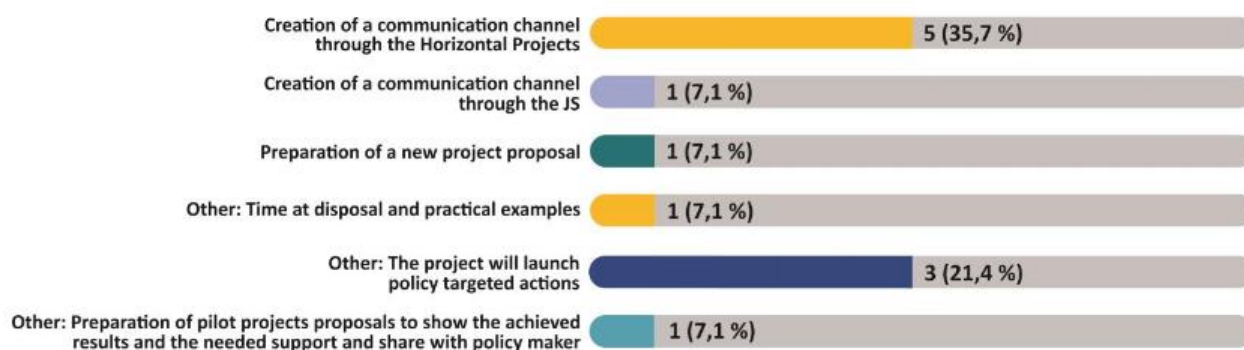 Creation of a communication channel
through the Horizontal Projects
5 (35,7 %)
Creation of a communication channel
through the JS
1 (7,1 %)
Preparation of a new project proposal
1 (7,1 %)
Other: Time at disposal and practical examples
1 (7,1 %)
Other: The project will launch
policy targeted actions
3 (21,4 %)
Other: Preparation of pilot projects proposals to show the achieved
results and the needed support and share with policy maker
1 (7,1 %)